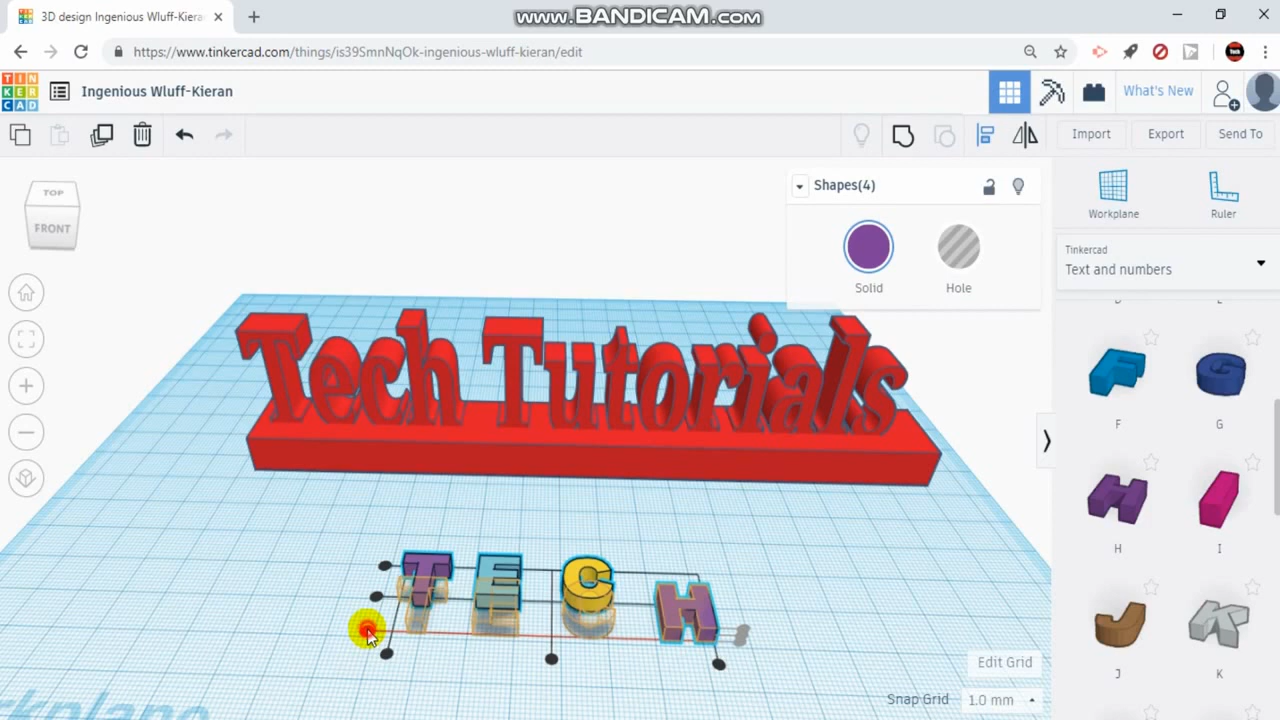 3D design Ingenious Wluff-Kiera
www.BANDICAM.com
https://www.tinkercad.com/things/is39SmnNqOk-ingenious-wluff-kieran/edit
TIN
KER
CAD
Ingenious Wluff-Kieran
What's New
Import
Export
Send To
TOP
FRONT
Shapes(4)
Solid
Hole
Workplane
Ruler
Tinkercad
Text and numbers
Tech Tutorials
F
G
H
I
J
K
TECH
Edit Grid
Snap Grid
1.0 mm